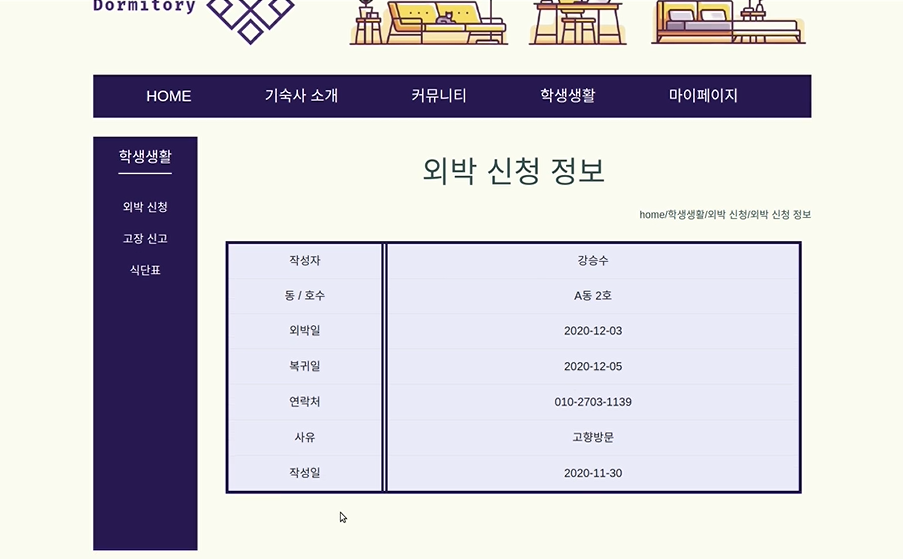 Dormitory
HOME 기숙사 소개 커뮤니티 학생생활 마이페이지
학생생활
외박 신청
고장 신고
식단표
외박 신청 정보
home/학생생활/외박 신청/외박 신청 정보
작성자 강승수
동 / 호수 A동 2호
외박일 2020-12-03
복귀일 2020-12-05
연락처 010-2703-1139
사유 고향방문
작성일 2020-11-30